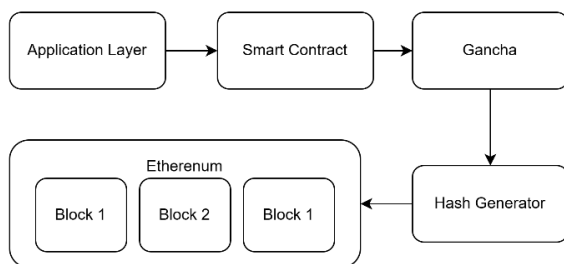 Application Layer
Smart Contract
Gancha
Hash Generator
Etherenum
Block 1
Block 2
Block 1